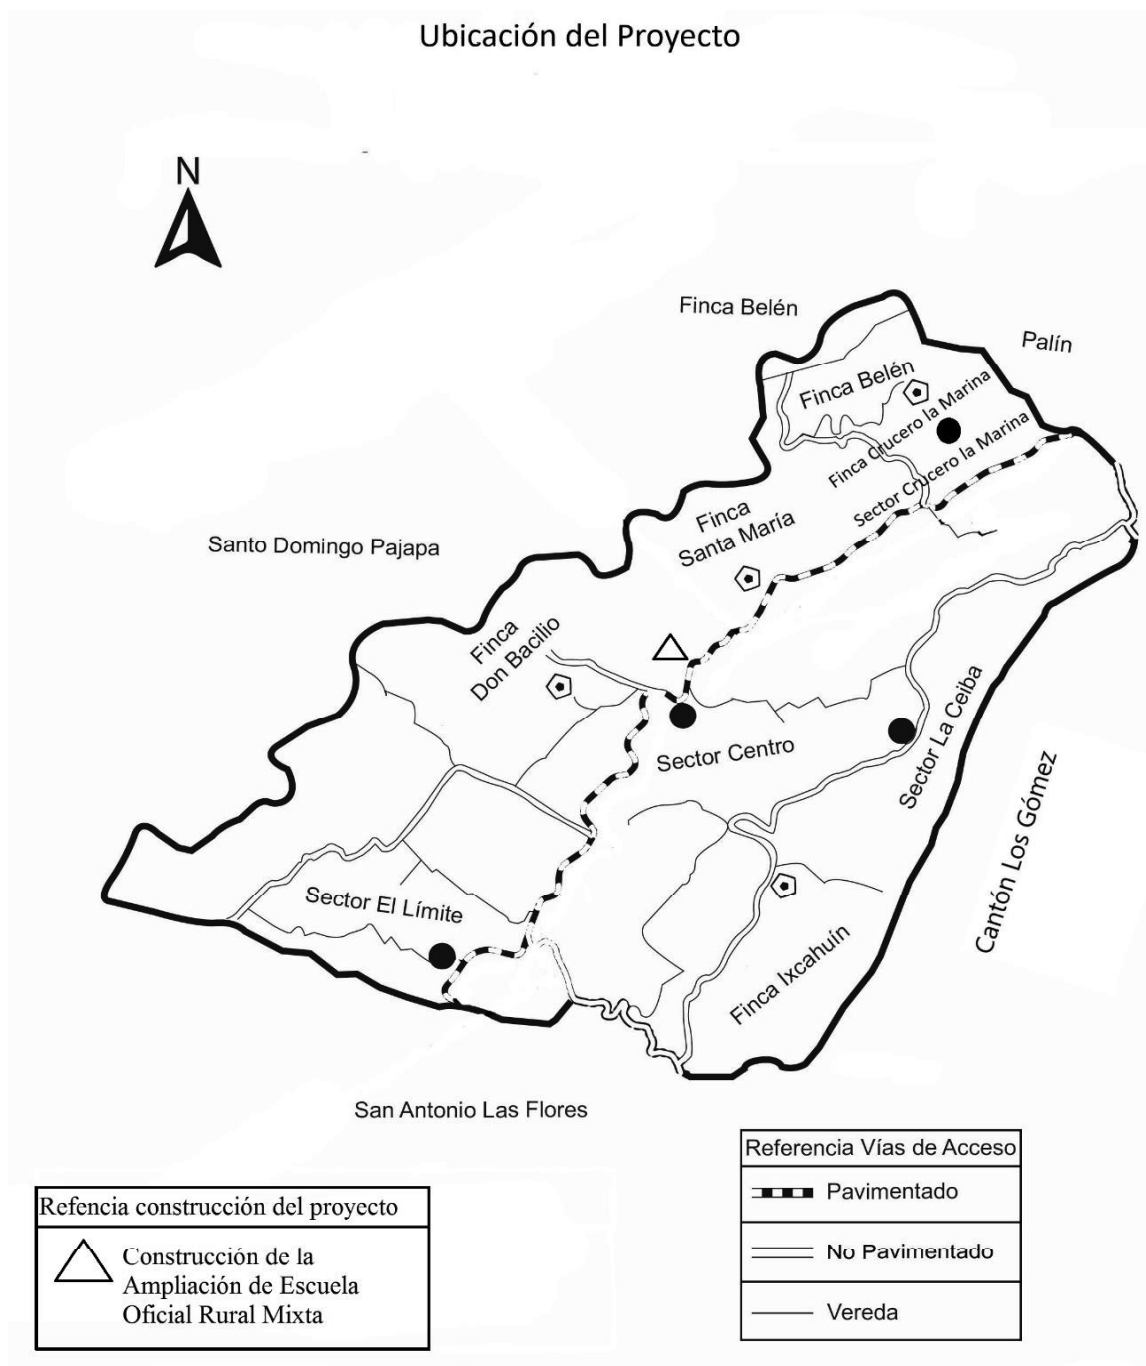 Ubicación del Proyecto
N
Finca Belén
Palín
Finca Belén
Finca Crucero la Marina
Sector Crucero la Marina
Finca
Santa María
Santo Domingo Pajapa
Finca
Don Bacilio
Sector Centro
Sector La Ceiba
Cantón Los Gómez
Sector El Límite
Finca Ixcahuín
San Antonio Las Flores
Referencia Vías de Acceso
Pavimentado
No Pavimentado
Vereda
Refencia construcción del proyecto
Construcción de la
Ampliación de Escuela
Oficial Rural Mixta